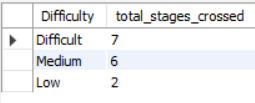 Difficulty total_stages_crossed
Difficult 7
Medium 6
Low 2